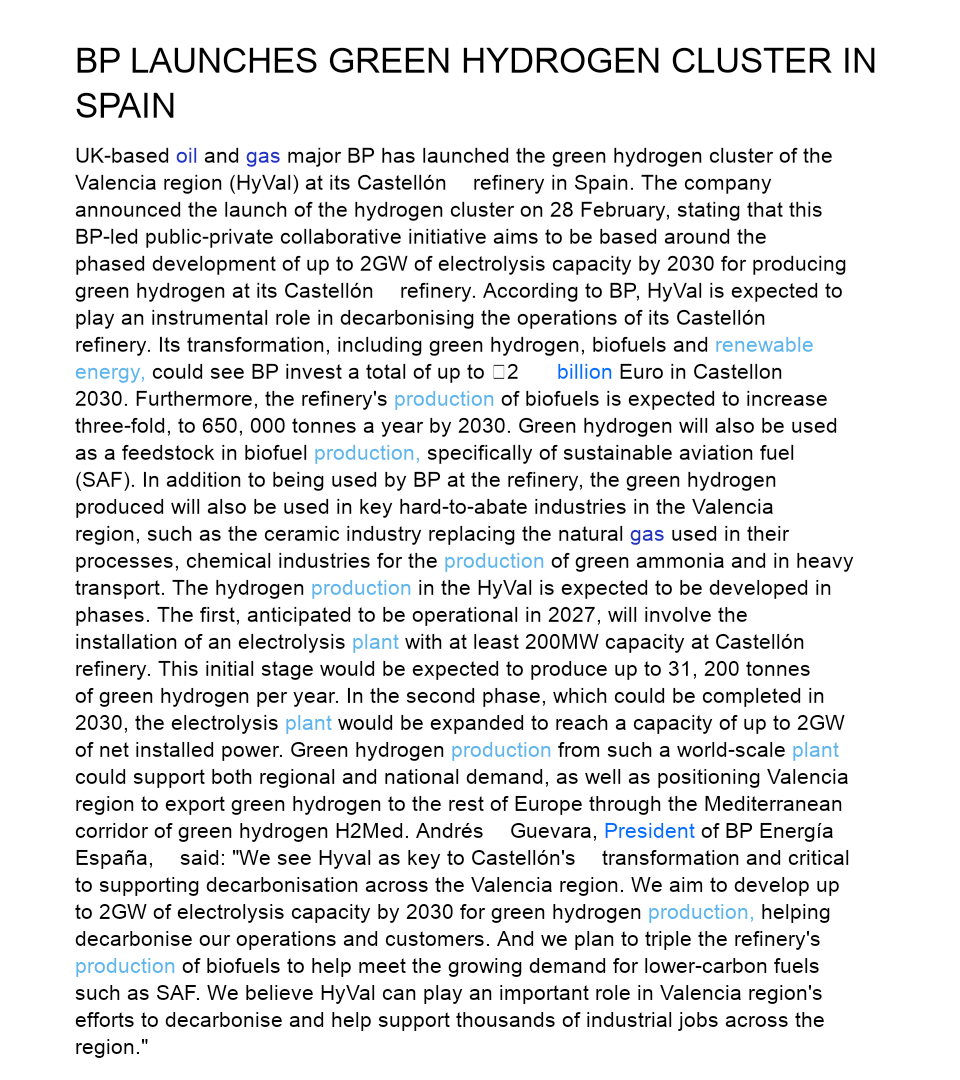 BP LAUNCHES GREEN HYDROGEN CLUSTER IN
SPAIN
UK-based oil and gas major BP has launched the green hydrogen cluster of the
Valencia region (HyVal) at its Castellón refinery in Spain. The company
announced the launch of the hydrogen cluster on 28 February, stating that this
BP-led public-private collaborative initiative aims to be based around the
phased development of up to 2GW of electrolysis capacity by 2030 for producing
green hydrogen at its Castellón refinery. According to BP, HyVal is expected to
play an instrumental role in decarbonising the operations of its Castellón
refinery. Its transformation, including green hydrogen, biofuels and renewable
energy, could see BP invest a total of up to □2 billion Euro in Castellon
2030. Furthermore, the refinery's production of biofuels is expected to increase
three-fold, to 650, 000 tonnes a year by 2030. Green hydrogen will also be used
as a feedstock in biofuel production, specifically of sustainable aviation fuel
(SAF). In addition to being used by BP at the refinery, the green hydrogen
produced will also be used in key hard-to-abate industries in the Valencia
region, such as the ceramic industry replacing the natural gas used in their
processes, chemical industries for the production of green ammonia and in heavy
transport. The hydrogen production in the HyVal is expected to be developed in
phases. The first, anticipated to be operational in 2027, will involve the
installation of an electrolysis plant with at least 200MW capacity at Castellón
refinery. This initial stage would be expected to produce up to 31, 200 tonnes
of green hydrogen per year. In the second phase, which could be completed in
2030, the electrolysis plant would be expanded to reach a capacity of up to 2GW
of net installed power. Green hydrogen production from such a world-scale plant
could support both regional and national demand, as well as positioning Valencia
region to export green hydrogen to the rest of Europe through the Mediterranean
corridor of green hydrogen H2Med. Andrés Guevara, President of BP Energía
España, said: "We see Hyval as key to Castellón's transformation and critical
to supporting decarbonisation across the Valencia region. We aim to develop up
to 2GW of electrolysis capacity by 2030 for green hydrogen production, helping
decarbonise our operations and customers. And we plan to triple the refinery's
production of biofuels to help meet the growing demand for lower-carbon fuels
such as SAF. We believe HyVal can play an important role in Valencia region's
efforts to decarbonise and help support thousands of industrial jobs across the
region."